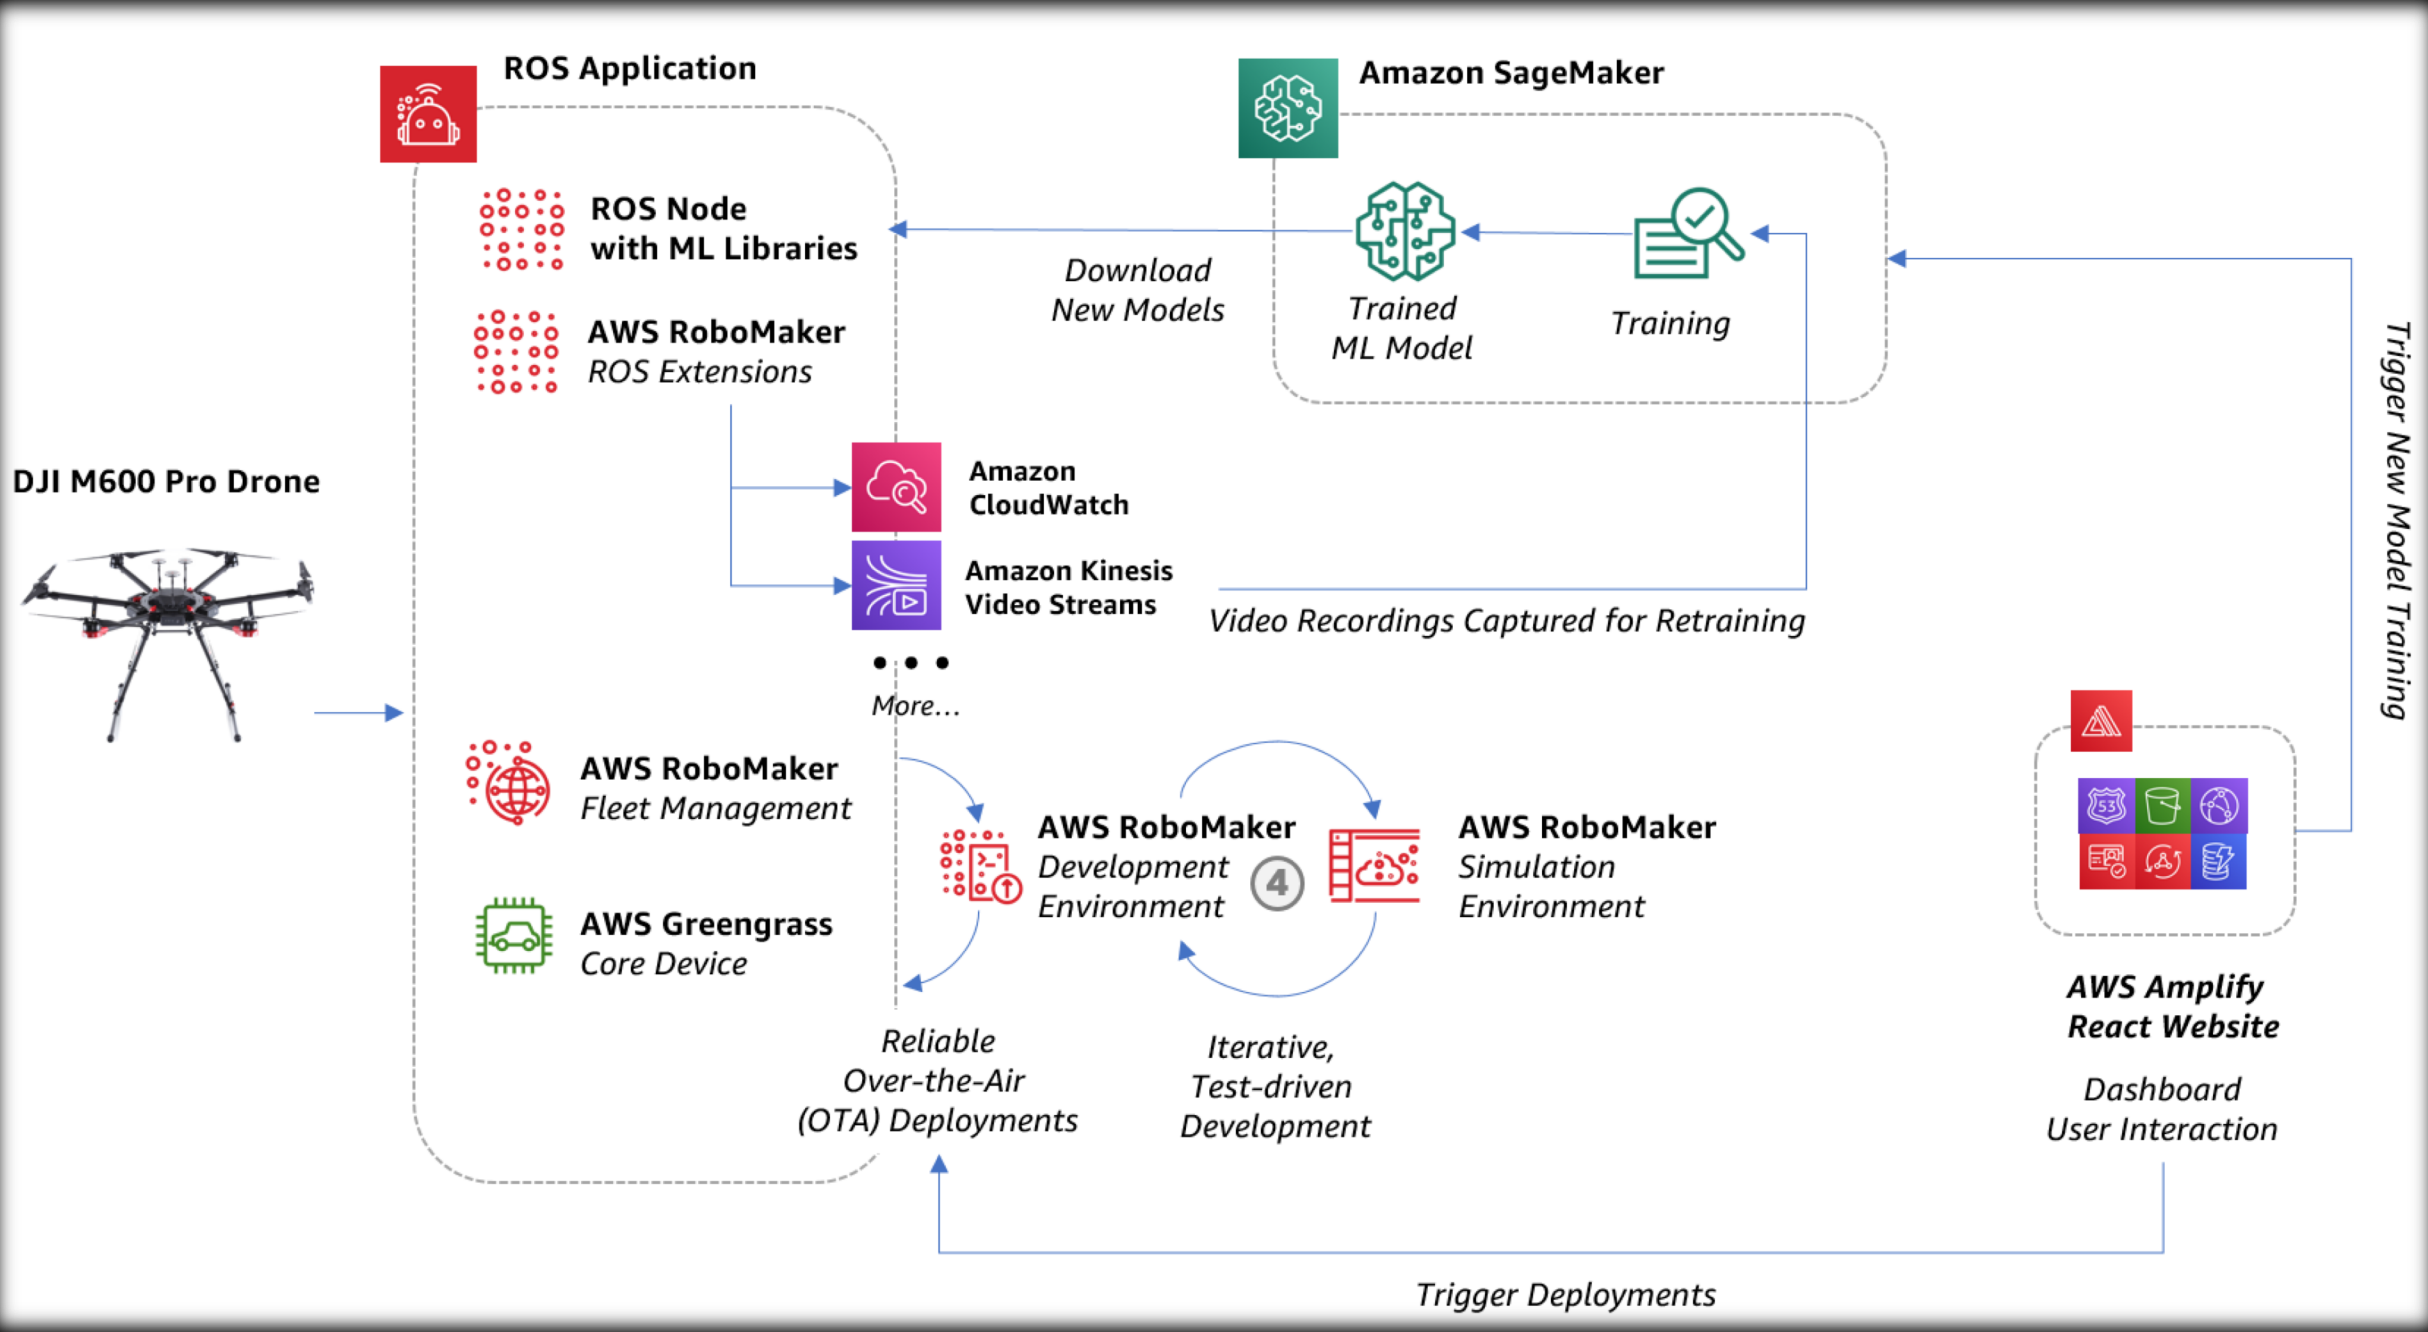 ROS Application
ROS Node
with ML Libraries
AWS RoboMaker
ROS Extensions
Amazon SageMaker
Download
New Models
Trained
ML Model
Training
Trigger New Model Training
DJI M600 Pro Drone
Amazon
CloudWatch
Amazon Kinesis
Video Streams
Video Recordings Captured for Retraining
More...
AWS RoboMaker
Fleet Management
AWS Greengrass
Core Device
AWS RoboMaker
Development
Environment
4
AWS RoboMaker
Simulation
Environment
53
Reliable
Over-the-Air
(OTA) Deployments
Iterative,
Test-driven
Development
AWS Amplify
React Website
Dashboard
User Interaction
Trigger Deployments